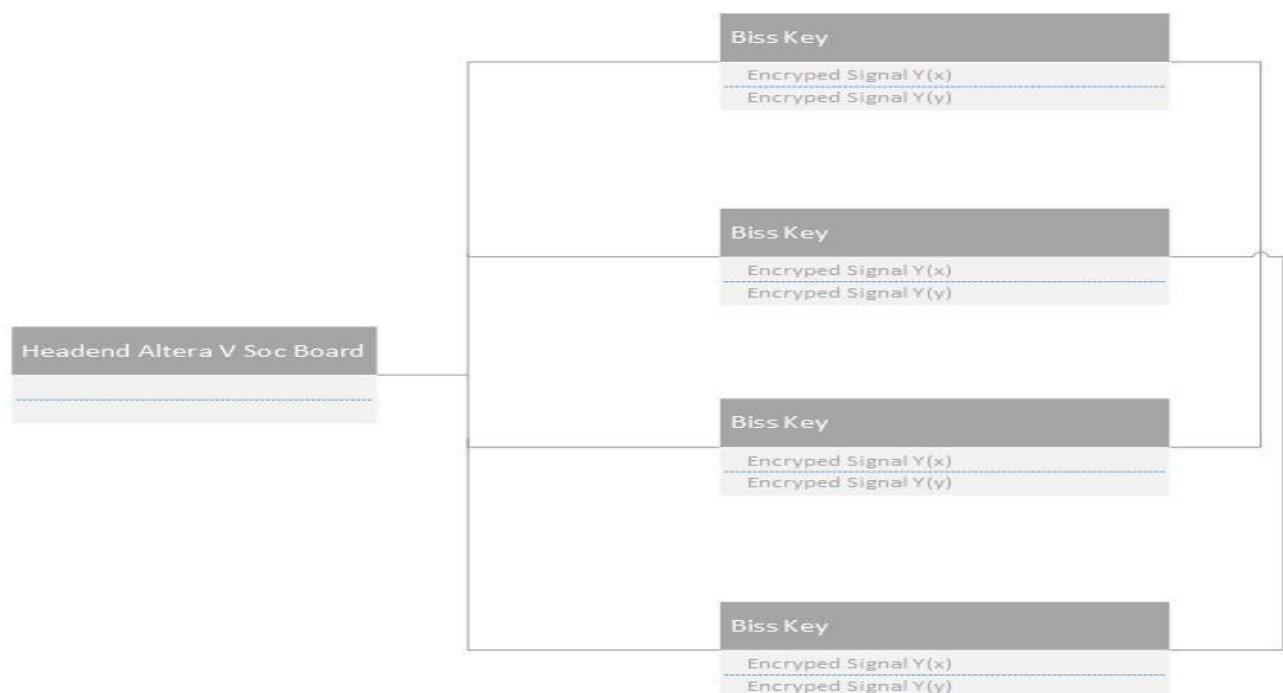 Biss Key
Encryped Signal Y(x)
Encryped Signal Y(y)
Biss Key
Encryped Signal Y(x)
Encryped Signal Y(y)
Headend Altera V Soc Board
Biss Key
Encryped Signal Y(x)
Encryped Signal Y(y)
Biss Key
Encryped Signal Y(x)
Encryped Signal Y(y)